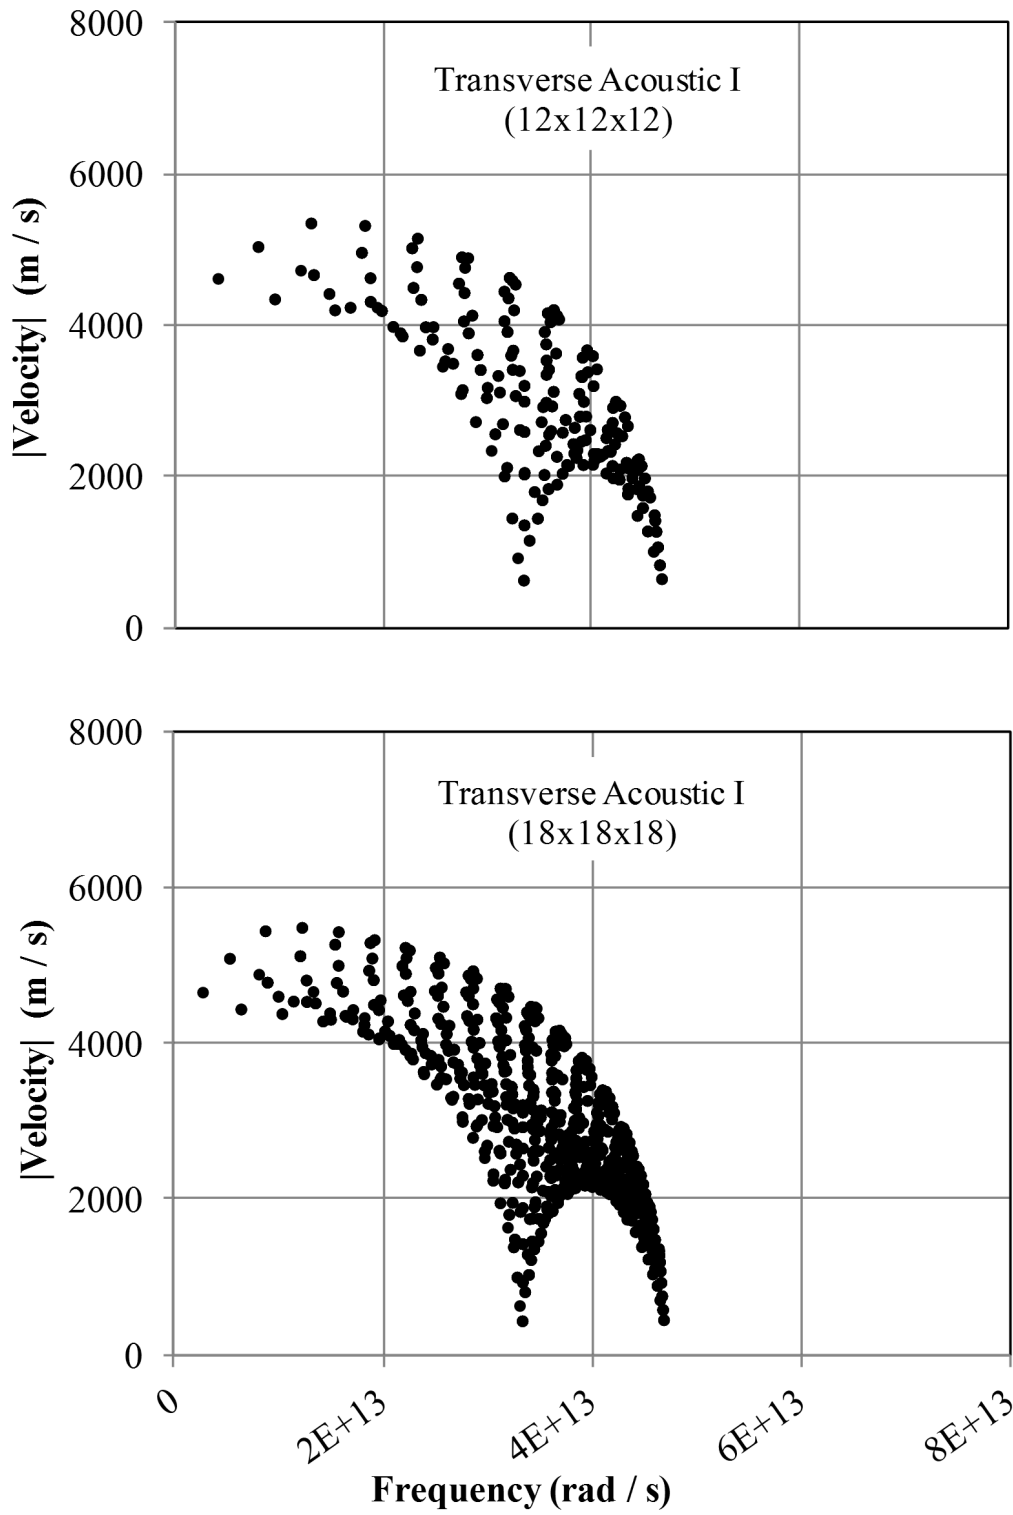 8000
Transverse Acoustic I
(12x12x12)
6000
|Velocity| (m / s)
4000
2000
0
8000
Transverse Acoustic I
(18x18x18)
6000
|Velocity| (m / s)
4000
2000
0
0
2E+13
4E+13
6E+13
8E+13
Frequency (rad / s)